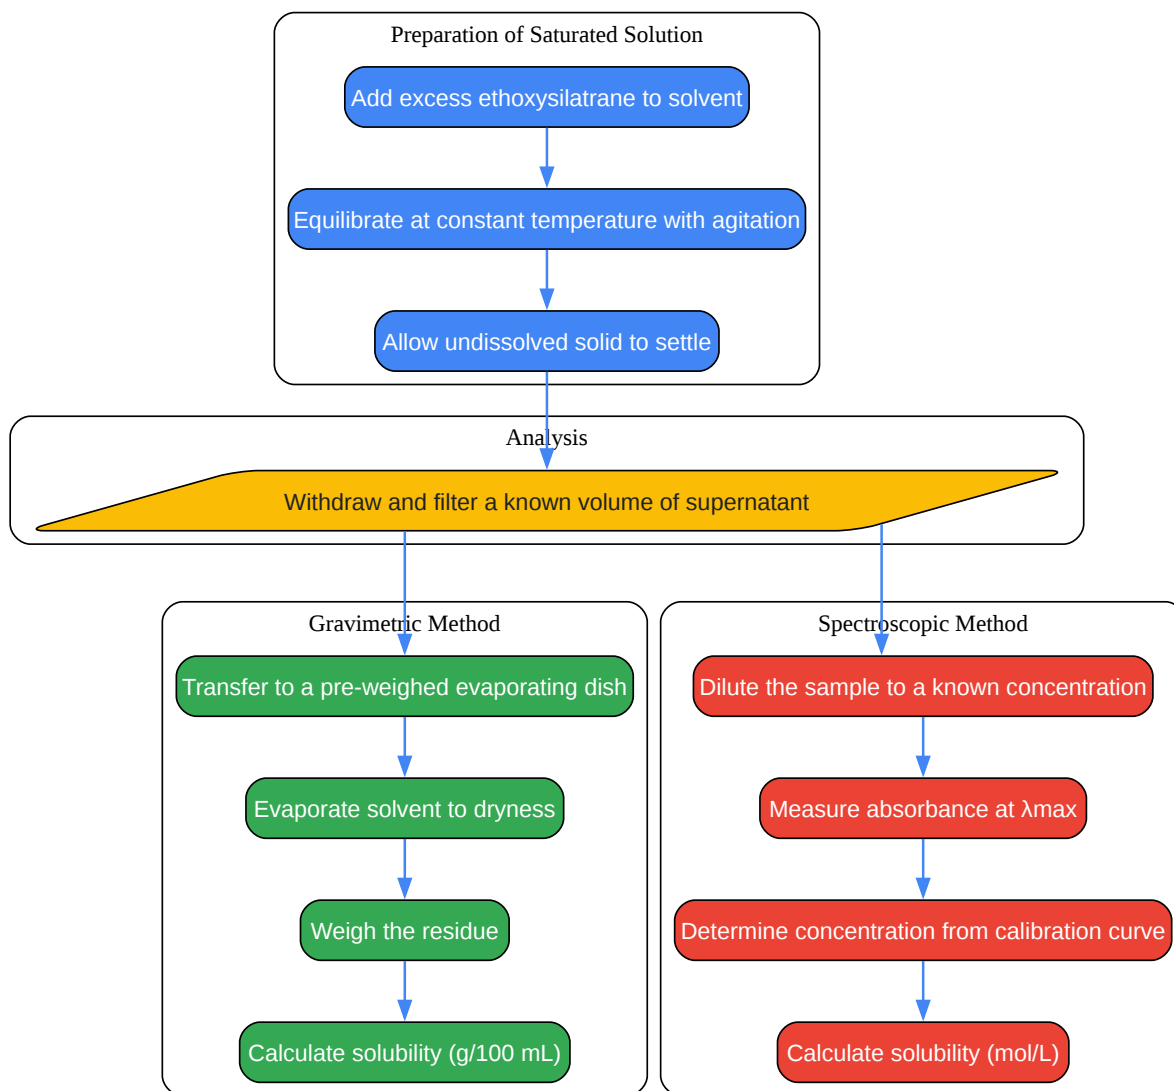 Preparation of Saturated Solution
Add excess ethoxysilatrane to solvent
Equilibrate at constant temperature with agitation
Allow undissolved solid to settle
Analysis
Withdraw and filter a known volume of supernatant
Gravimetric Method
Transfer to a pre-weighed evaporating dish
Evaporate solvent to dryness
Weigh the residue
Calculate solubility (g/100 mL)
Spectroscopic Method
Dilute the sample to a known concentration
Measure absorbance at λmax
Determine concentration from calibration curve
Calculate solubility (mol/L)